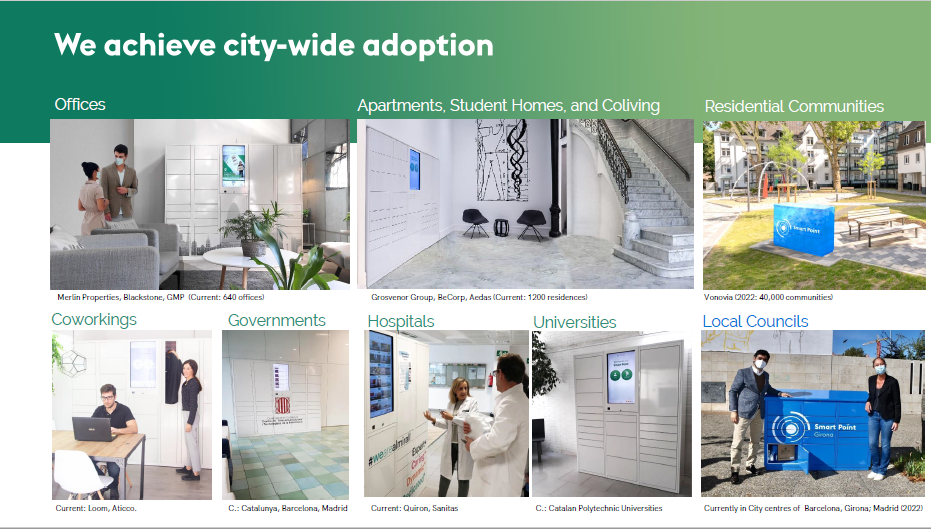 We achieve city-wide adoption
Offices
Apartments, Student Homes, and Coliving
Residential Communities
Smart Point
Merlin Properties, Blackstone, GMP (Current: 640 offices)
Grosvenor Group, BeCorp, Aedas (Current: 1200 residences)
Vonovia (2022: 40,000 communities)
Coworkings
Governments
Hospitals
Universities
Local Councils
#wearealmirall
Smart Point
Girona
Current: Loom, Aticco.
C.: Catalunya, Barcelona, Madrid
Current: Quiron, Sanitas
C.: Catalan Polytechnic Universities
Currently in City centres of Barcelona, Girona; Madrid (2022)